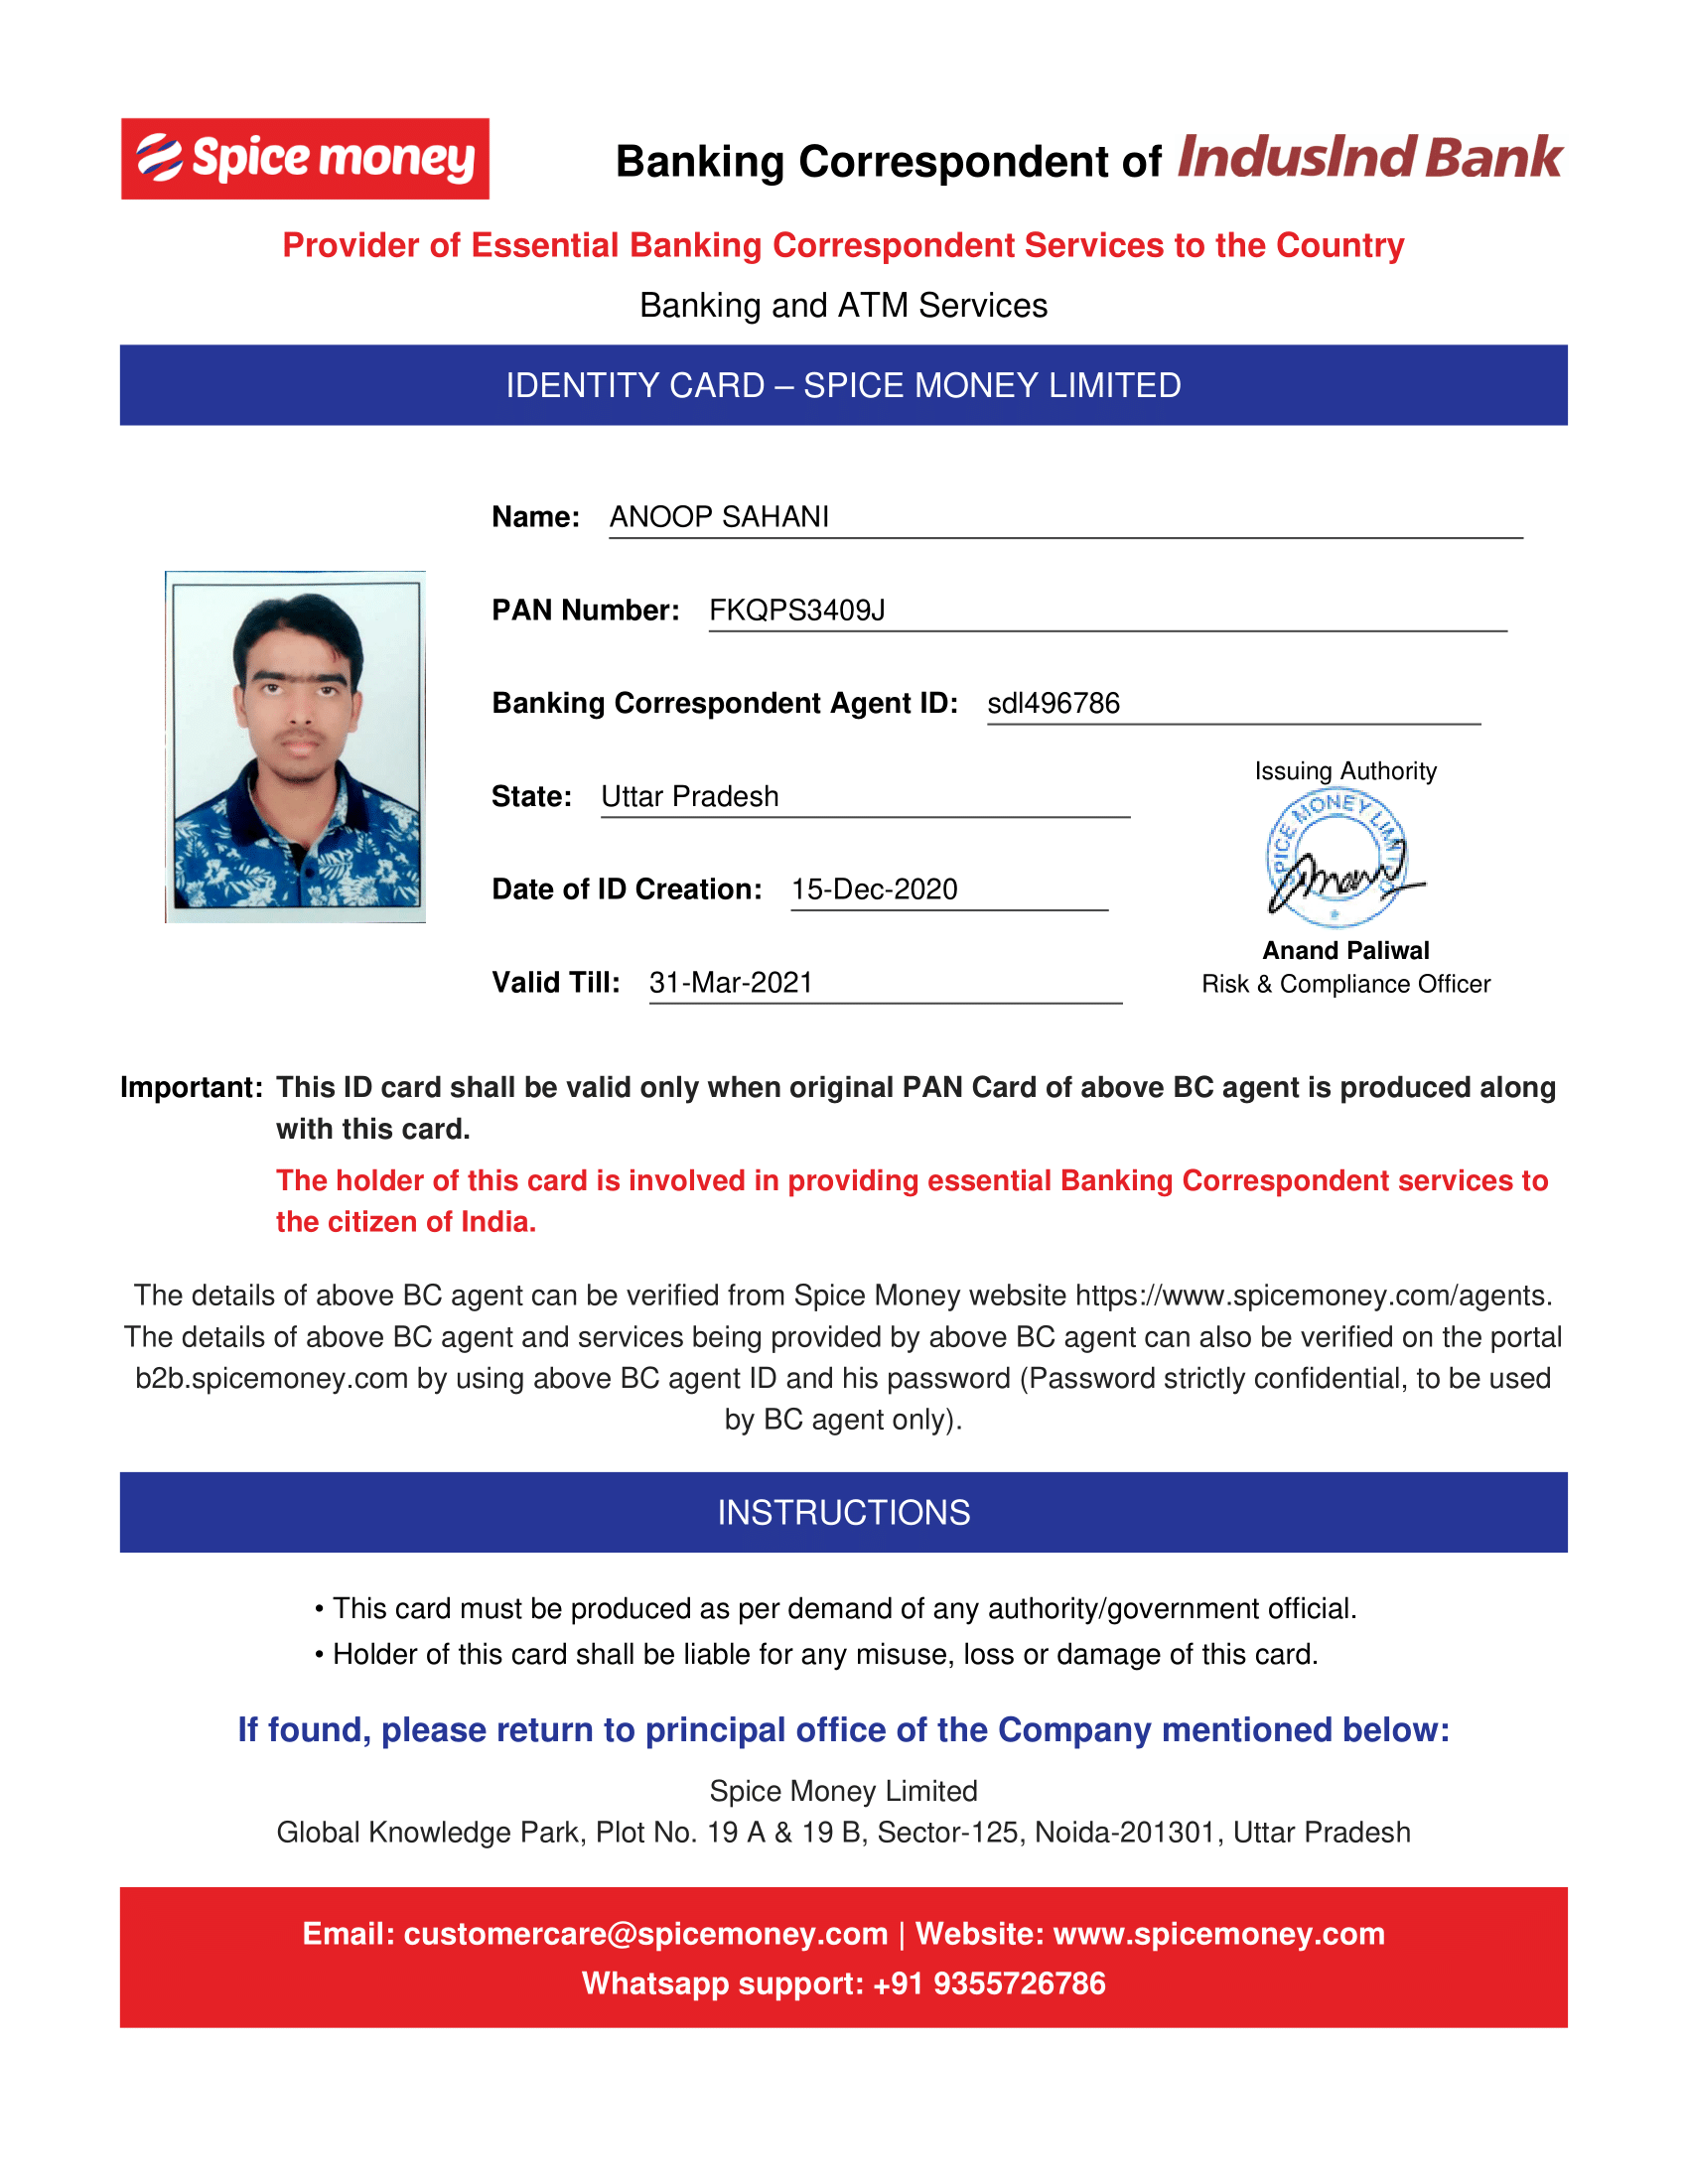 Spice money
Banking Correspondent of IndusInd Bank
Provider of Essential Banking Correspondent Services to the Country
Banking and ATM Services
IDENTITY CARD – SPICE MONEY LIMITED
Name: ANOOP SAHANI
PAN Number: FKQPS3409J
Banking Correspondent Agent ID: sdl496786
State: Uttar Pradesh
Date of ID Creation: 15-Dec-2020
Valid Till: 31-Mar-2021
Issuing Authority
SPICE MONEY LIMITED
Anand Paliwal
Risk & Compliance Officer
Important: This ID card shall be valid only when original PAN Card of above BC agent is produced along
with this card.
The holder of this card is involved in providing essential Banking Correspondent services to
the citizen of India.
The details of above BC agent can be verified from Spice Money website https://www.spicemoney.com/agents.
The details of above BC agent and services being provided by above BC agent can also be verified on the portal
b2b.spicemoney.com by using above BC agent ID and his password (Password strictly confidential, to be used
by BC agent only).
INSTRUCTIONS
• This card must be produced as per demand of any authority/government official.
• Holder of this card shall be liable for any misuse, loss or damage of this card.
If found, please return to principal office of the Company mentioned below:
Spice Money Limited
Global Knowledge Park, Plot No. 19 A & 19 B, Sector-125, Noida-201301, Uttar Pradesh
Email: customercare@spicemoney.com | Website: www.spicemoney.com
Whatsapp support: +91 9355726786